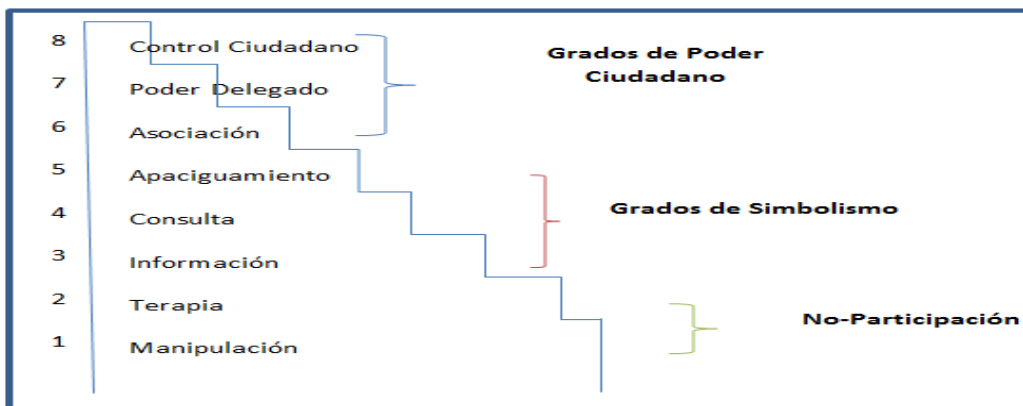 8 Control Ciudadano
Grados de Poder
Ciudadano
7 Poder Delegado
6 Asociación
5 Apaciguamiento
4 Consulta
Grados de Simbolismo
3 Información
2 Terapia
No-Participación
1 Manipulación